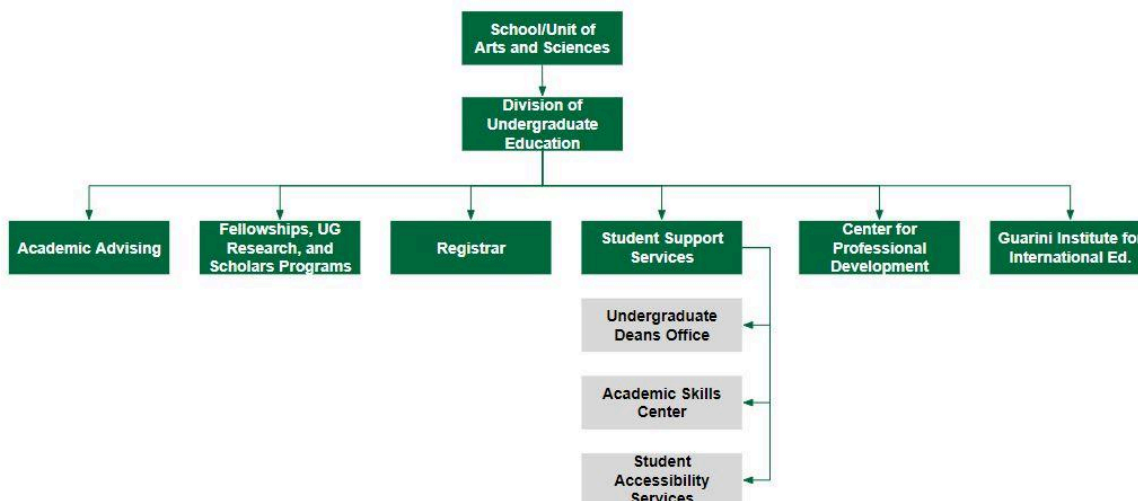 School/Unit of
Arts and Sciences
Division of
Undergraduate
Education
Academic Advising
Fellowships, UG
Research, and
Scholars Programs
Registrar
Student Support
Services
Center for
Professional
Development
Guarini Institute for
International Ed.
Undergraduate
Deans Office
Academic Skills
Center
Student
Accessibility
Services